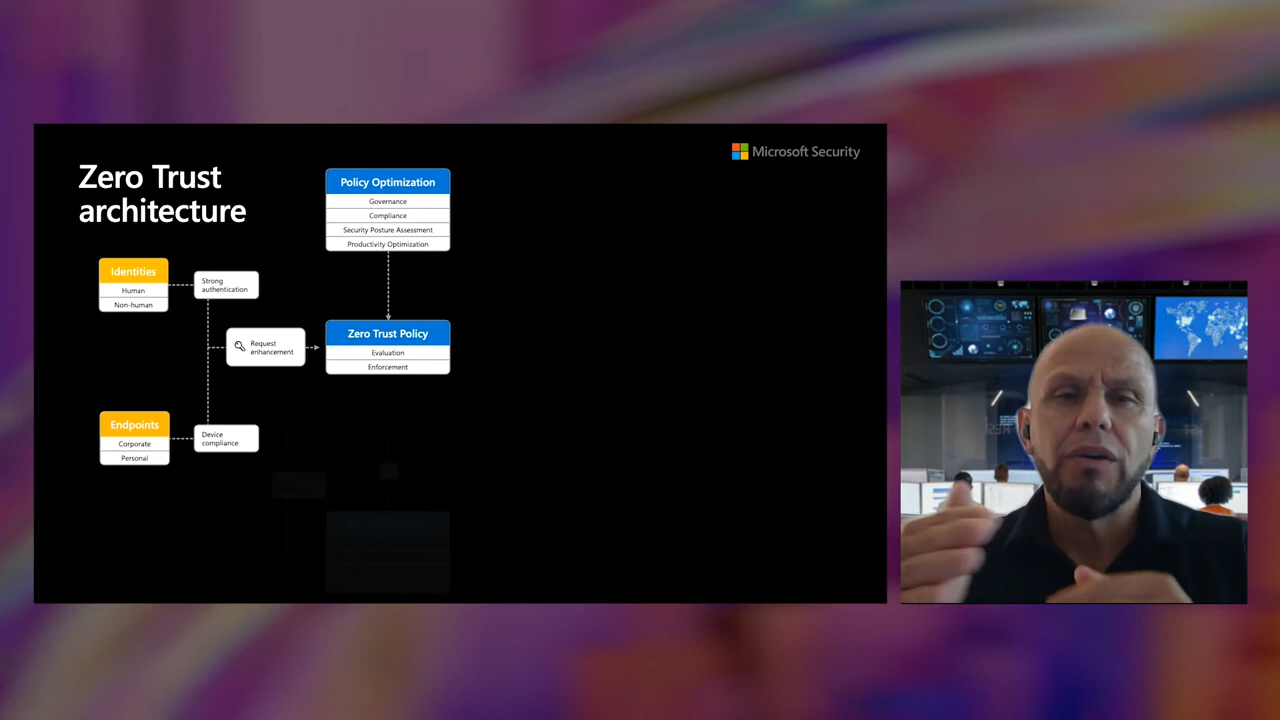 Zero Trust
architecture
Microsoft Security
Policy Optimization
Governance
Compliance
Security Posture Assessment
Productivity Optimization
Identities
Human
Non-human
Strong
authentication
Request
enhancement
Zero Trust Policy
Evaluation
Enforcement
Endpoints
Corporate
Personal
Device
compliance